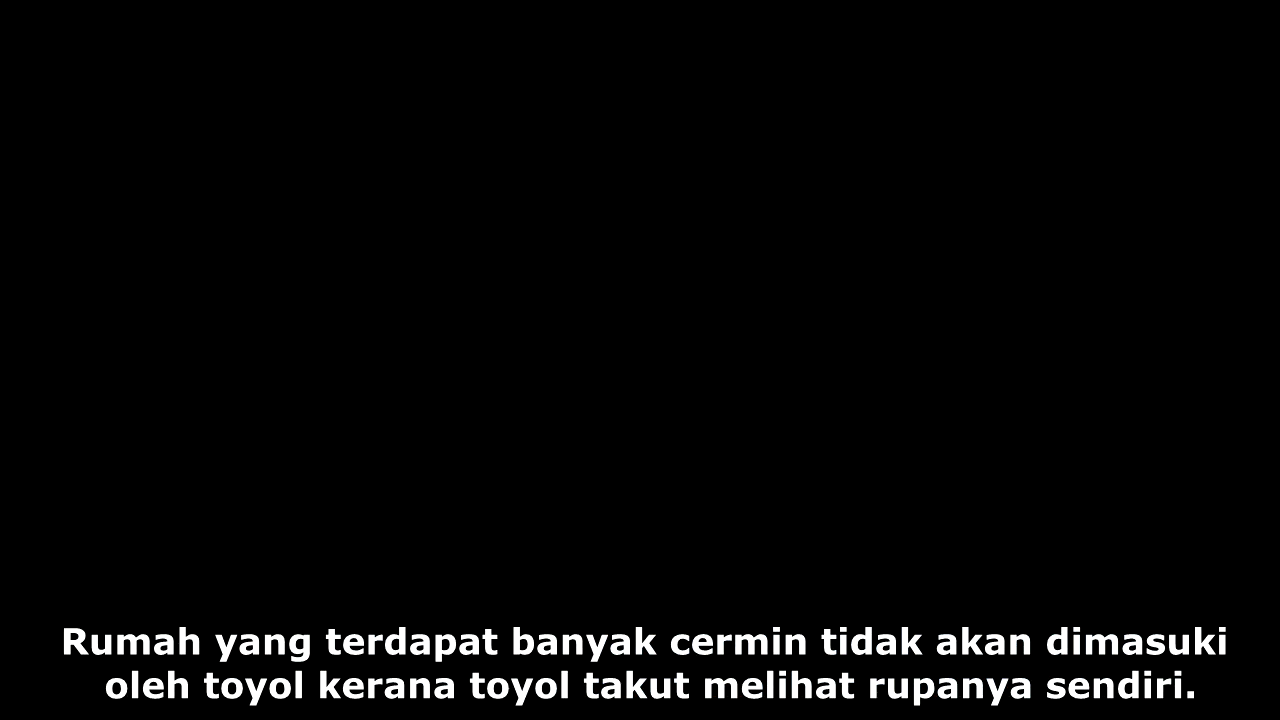 Rumah yang terdapat banyak cermin tidak akan dimasuki
oleh toyol kerana toyol takut melihat rupanya sendiri.